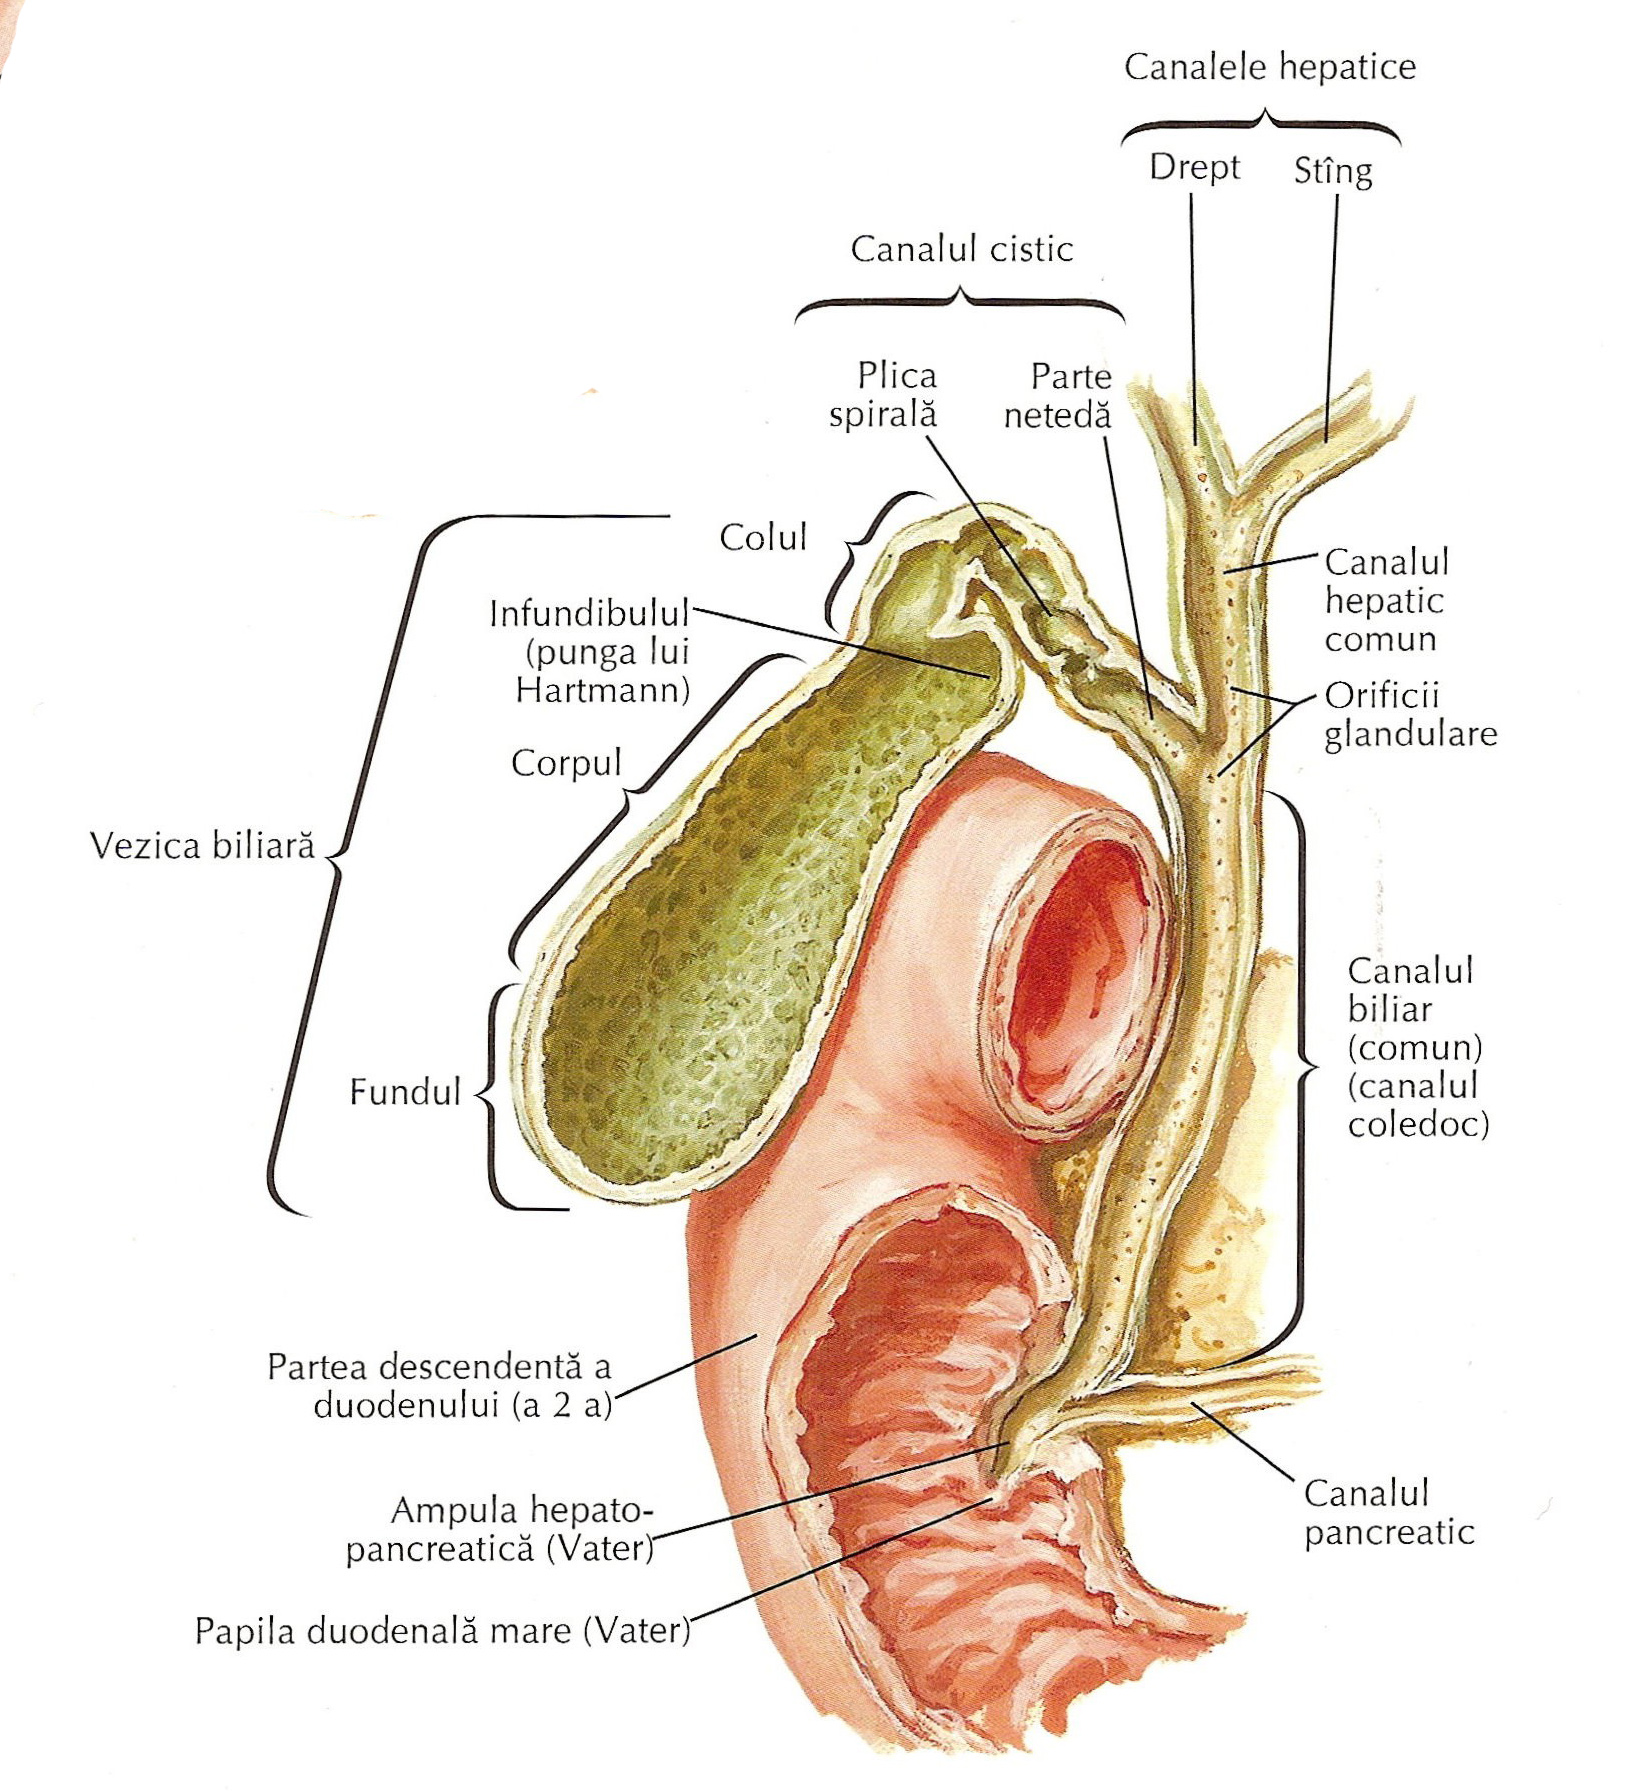 Canalele hepatice
Drept
Stîng
Canalul cistic
Plica
spirală
Parte
netedă
Colul
Infundibulul
(punga lui
Hartmann)
Corpul
Vezica biliară
Fundul
Canalul
hepatic
comun
Orificii
glandulare
Canalul
biliar
(comun)
(canalul
coledoc)
Partea descendentă a
duodenului (a 2 a)
Ampula hepato-
pancreatică (Vater)
Papila duodenală mare (Vater)
Canalul
pancreatic